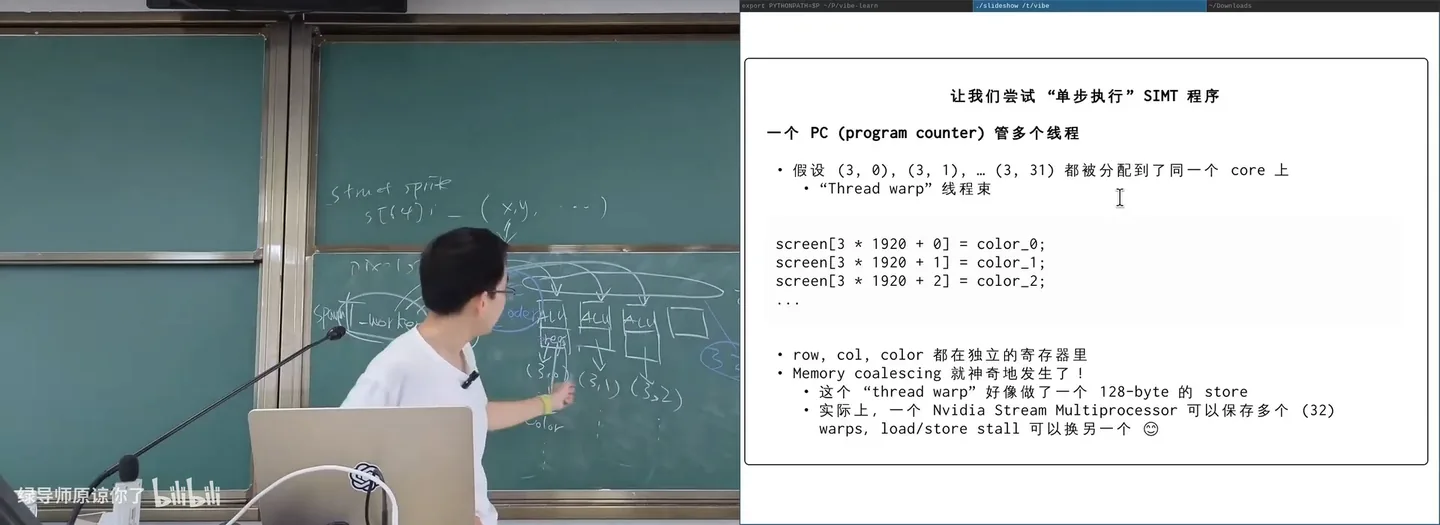 export PYTHONPATH=$P ~/P/vibe-learn
./slideshow /t/vibe
~/Downloads
让我们尝试 “单步执行” SIMT 程序
一个 PC (program counter) 管多个线程
• 假设 (3, 0), (3, 1), … (3, 31) 都被分配到了同一个 core 上
• “Thread warp” 线程束
screen[3 * 1920 + 0] = color_0;
screen[3 * 1920 + 1] = color_1;
screen[3 * 1920 + 2] = color_2;
...
• row, col, color 都在独立的寄存器里
• Memory coalescing 就神奇地发生了！
• 这个 “thread warp” 好像做了一个 128-byte 的 store
• 实际上，一个 Nvidia Stream Multiprocessor 可以保存多个 (32)
warps, load/store stall 可以换另一个 😊
struct sprite
s[64];
(x,y, ...)
ALU ALU ALU
regs
(3,1) (3,2)
color
绿导师原谅你了 bilibili